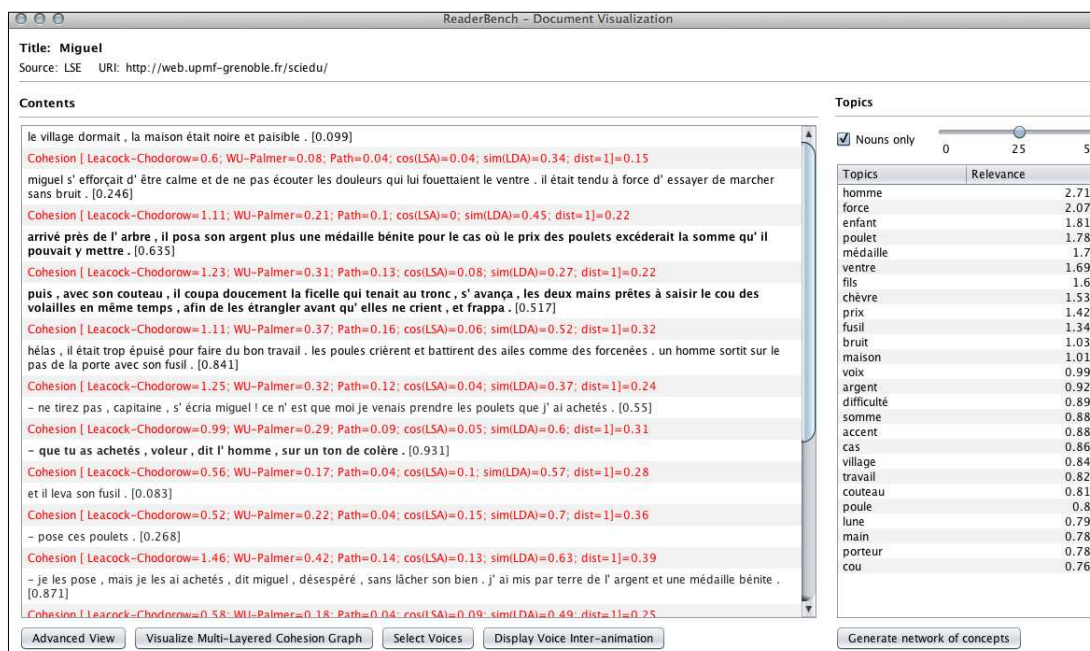 ReaderBench - Document Visualization
Title: Miguel
Source: LSE URI: http://web.upmf-grenoble.fr/sciedu/
Contents
le village dormait , la maison était noire et paisible . [0.099]
Cohesion [ Leacock-Chodorow=0.6; WU-Palmer=0.08; Path=0.04; cos(LSA)=0.04; sim(LDA)=0.34; dist=1]=0.15
miguel s' efforçait d' être calme et de ne pas écouter les douleurs qui lui fouettaient le ventre . il était tendu à force d' essayer de marcher
sans bruit . [0.246]
Cohesion [ Leacock-Chodorow=1.11; WU-Palmer=0.21; Path=0.1; cos(LSA)=0; sim(LDA)=0.45; dist=1]=0.22
arrivé près de l' arbre , il posa son argent plus une médaille bénite pour le cas où le prix des poulets excéderait la somme qu' il
pouvait y mettre . [0.635]
Cohesion [ Leacock-Chodorow=1.23; WU-Palmer=0.31; Path=0.13; cos(LSA)=0.08; sim(LDA)=0.27; dist=1]=0.22
puis , avec son couteau , il coupa doucement la ficelle qui tenait au tronc , s' avança , les deux mains prêtes à saisir le cou des
volailles en même temps , afin de les étrangler avant qu' elles ne crient , et frappa . [0.517]
Cohesion [ Leacock-Chodorow=1.11; WU-Palmer=0.37; Path=0.16; cos(LSA)=0.06; sim(LDA)=0.52; dist=1]=0.32
hélas , il était trop épuisé pour faire du bon travail . les poules crièrent et battirent des ailes comme des forcenées . un homme sortit sur le
pas de la porte avec son fusil . [0.841]
Cohesion [ Leacock-Chodorow=1.25; WU-Palmer=0.32; Path=0.12; cos(LSA)=0.04; sim(LDA)=0.37; dist=1]=0.24
- ne tirez pas , capitaine , s' écria miguel ! ce n' est que moi je venais prendre les poulets que j' ai achetés . [0.55]
Cohesion [ Leacock-Chodorow=0.99; WU-Palmer=0.29; Path=0.09; cos(LSA)=0.05; sim(LDA)=0.6; dist=1]=0.31
- que tu as achetés , voleur , dit l' homme , sur un ton de colère . [0.931]
Cohesion [ Leacock-Chodorow=0.56; WU-Palmer=0.17; Path=0.04; cos(LSA)=0.1; sim(LDA)=0.57; dist=1]=0.28
et il leva son fusil . [0.083]
Cohesion [ Leacock-Chodorow=0.52; WU-Palmer=0.22; Path=0.04; cos(LSA)=0.15; sim(LDA)=0.7; dist=1]=0.36
- pose ces poulets . [0.268]
Cohesion [ Leacock-Chodorow=1.46; WU-Palmer=0.42; Path=0.14; cos(LSA)=0.13; sim(LDA)=0.63; dist=1]=0.39
- je les pose , mais je les ai achetés , dit miguel , désespéré , sans lâcher son bien . j' ai mis par terre de l' argent et une médaille bénite .
[0.871]
Cohesion [ Leacock-Chodorow=0.58; WU-Palmer=0.18; Path=0.04; cos(LSA)=0.09; sim(LDA)=0.49; dist=1]=0.25
Advanced View Visualize Multi-Layered Cohesion Graph Select Voices Display Voice Inter-animation
Topics
Nouns only
0 25 5
Topics Relevance
homme 2.71
force 2.07
enfant 1.81
poulet 1.78
médaille 1.7
ventre 1.69
fils 1.6
chèvre 1.53
prix 1.42
fusil 1.34
bruit 1.03
maison 1.01
voix 0.99
argent 0.92
difficulté 0.89
somme 0.88
accent 0.88
cas 0.86
village 0.84
travail 0.82
couteau 0.81
poule 0.8
lune 0.79
main 0.78
porteur 0.78
cou 0.76
Generate network of concepts